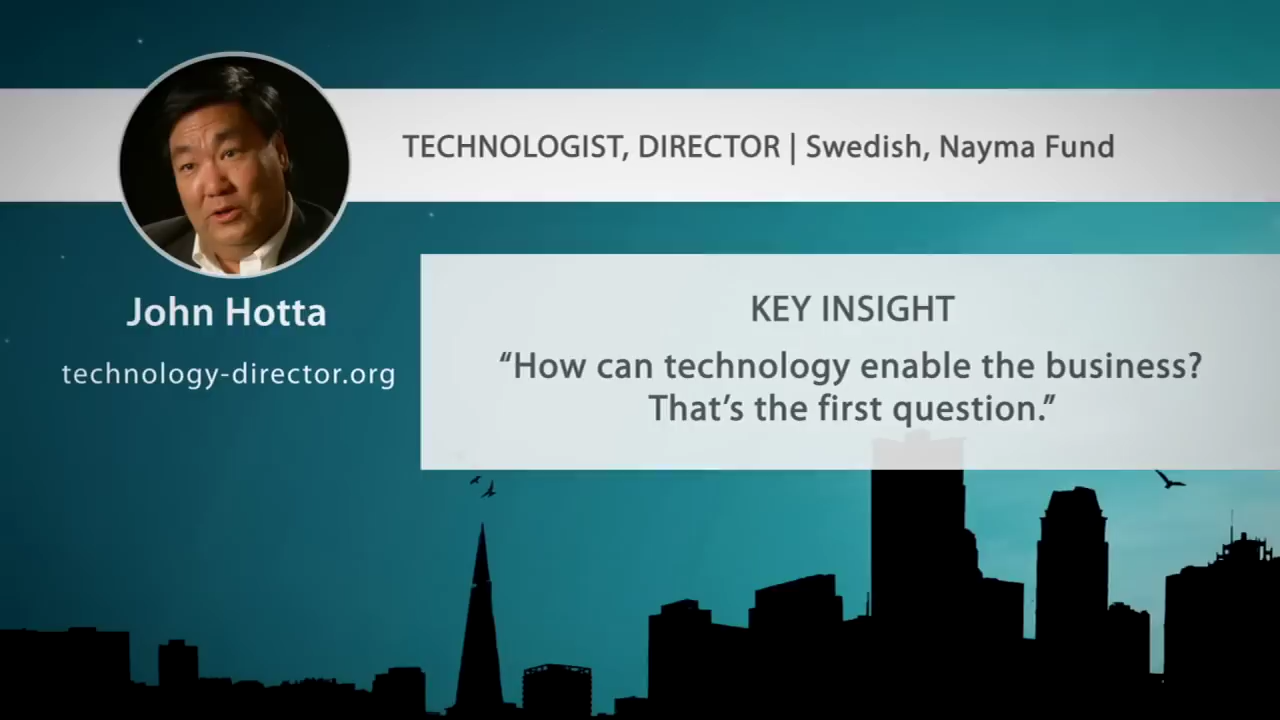 TECHNOLOGIST, DIRECTOR | Swedish, Nayma Fund
John Hotta
technology-director.org
KEY INSIGHT
“How can technology enable the business?
That’s the first question.”